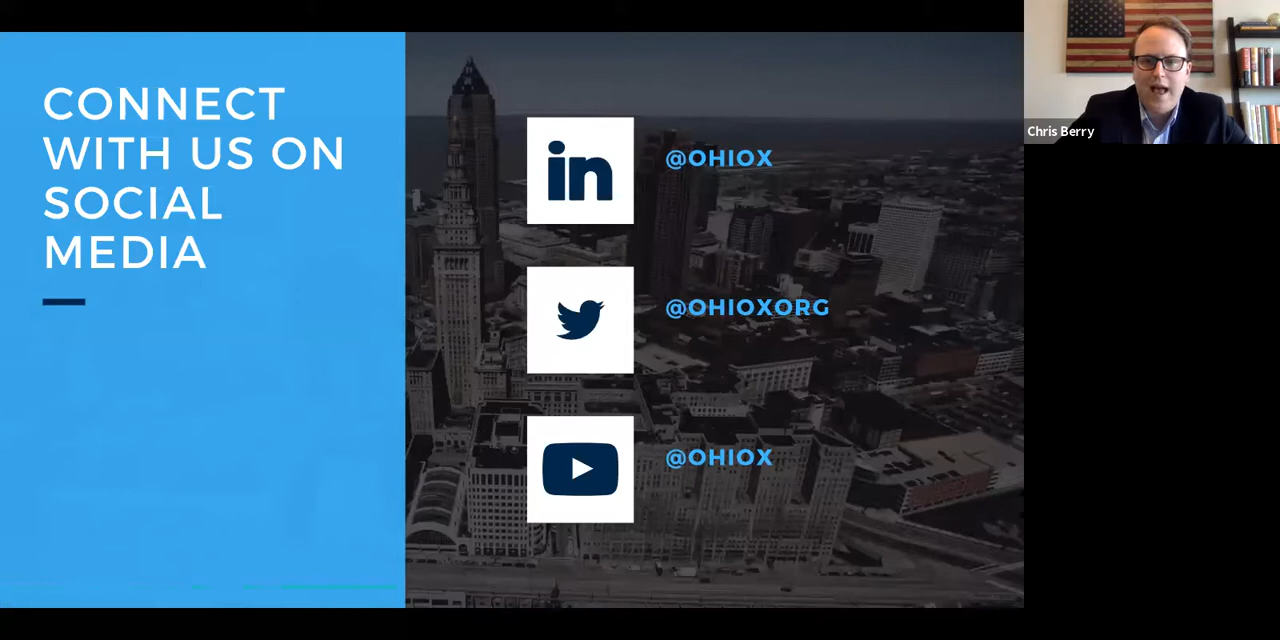 CONNECT
WITH US ON
SOCIAL
MEDIA
in
@OHIOX
@OHIOXORG
@OHIOX
Chris Berry